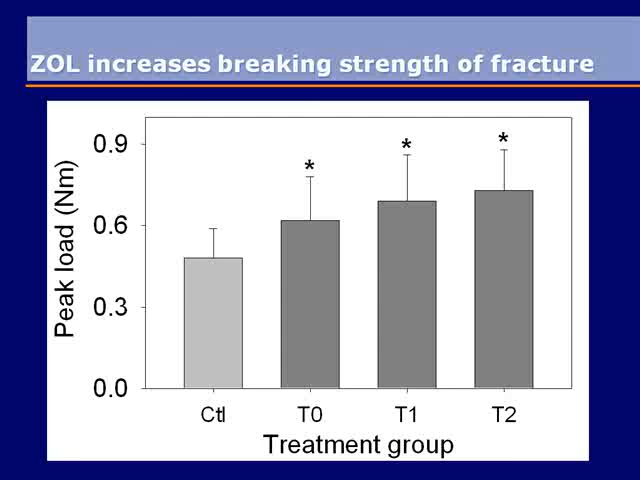 ZOL increases breaking strength of fracture
Peak load (Nm)
0.9
0.6
0.3
0.0
* * *
Ctl T0 T1 T2
Treatment group